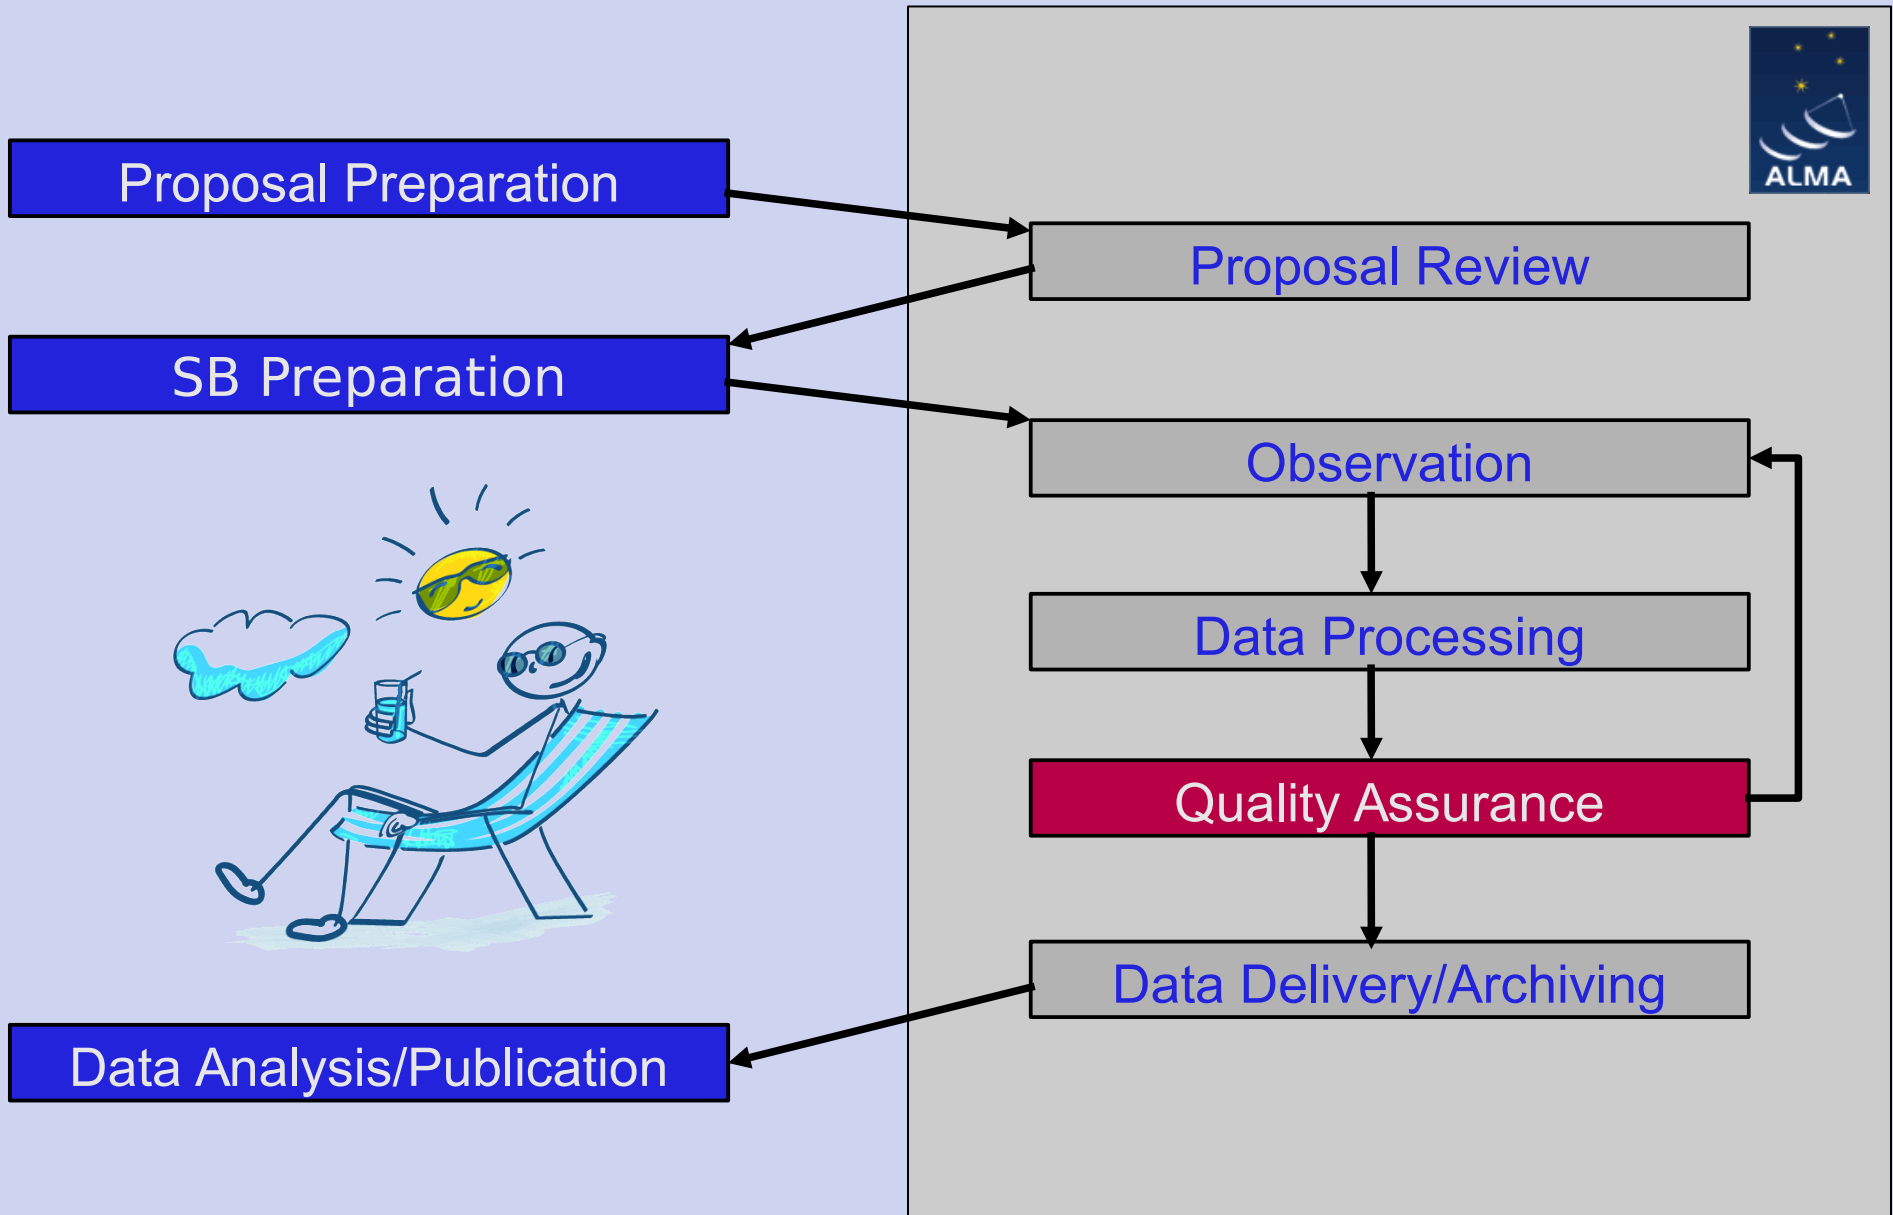 ALMA
Proposal Preparation
Proposal Review
SB Preparation
Observation
Data Processing
Quality Assurance
Data Delivery/Archiving
Data Analysis/Publication